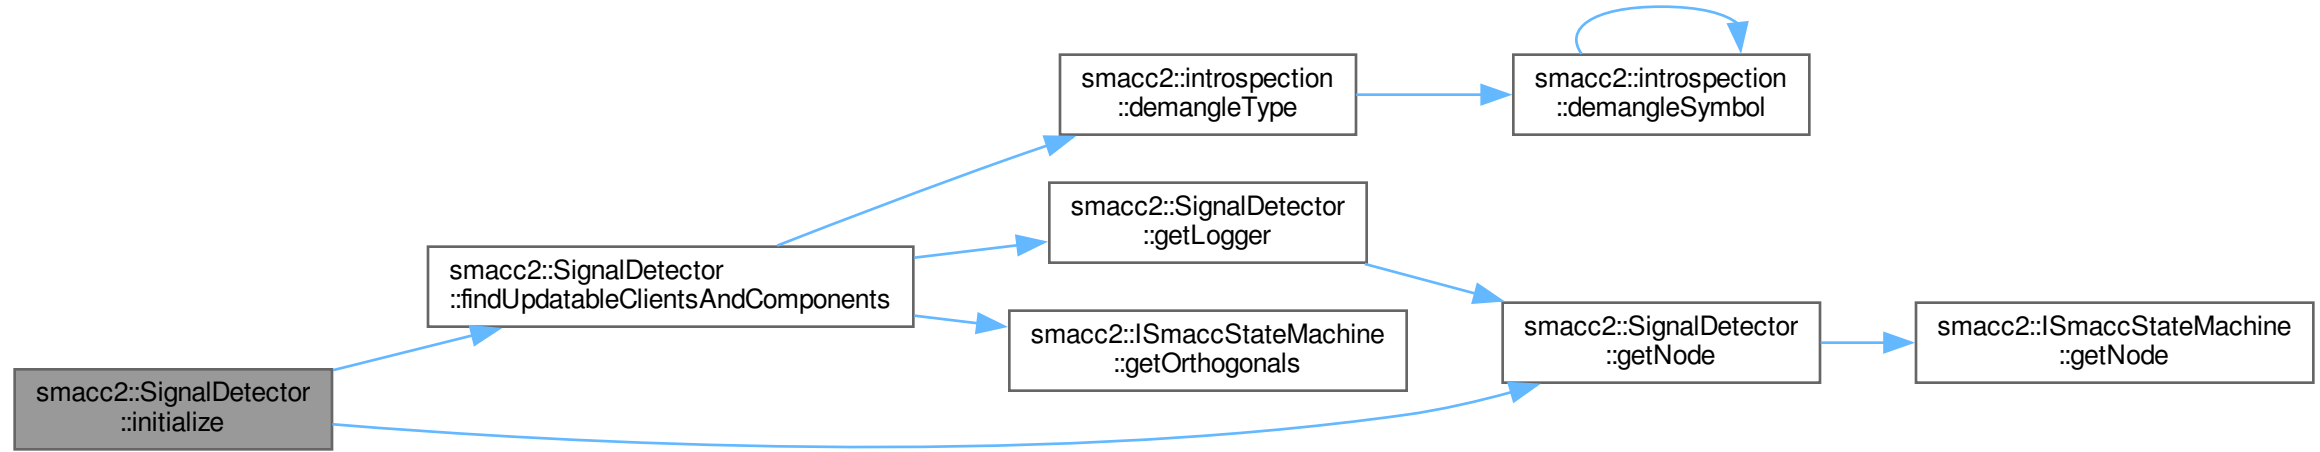 smacc2::introspection
::demangleType
smacc2::introspection
::demangleSymbol
smacc2::SignalDetector
::getLogger
smacc2::SignalDetector
::findUpdatableClientsAndComponents
smacc2::ISmaccStateMachine
::getOrthogonals
smacc2::SignalDetector
::getNode
smacc2::ISmaccStateMachine
::getNode
smacc2::SignalDetector
::initialize